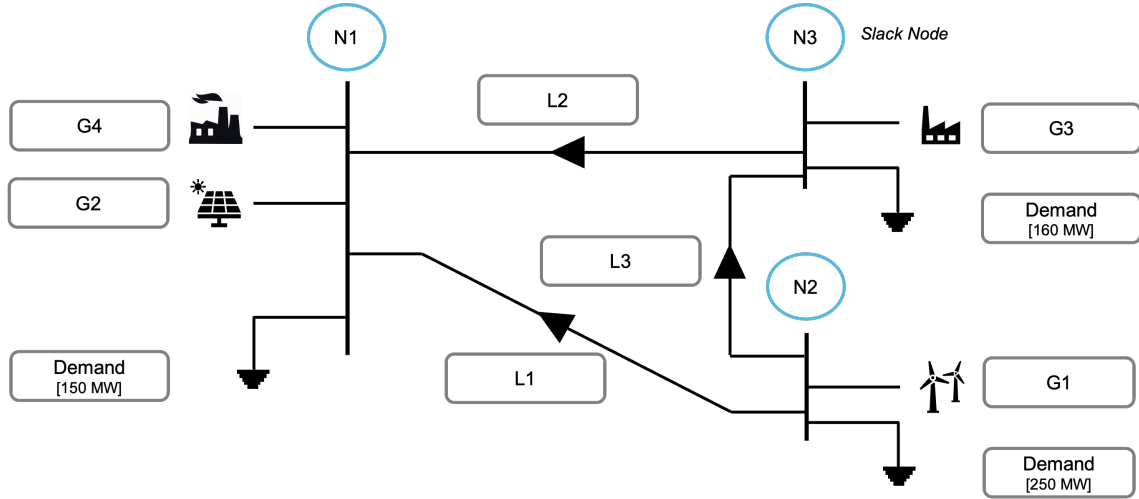 N1
N3
Slack Node
L2
G4
G3
G2
Demand
[160 MW]
L3
N2
Demand
[150 MW]
L1
G1
Demand
[250 MW]